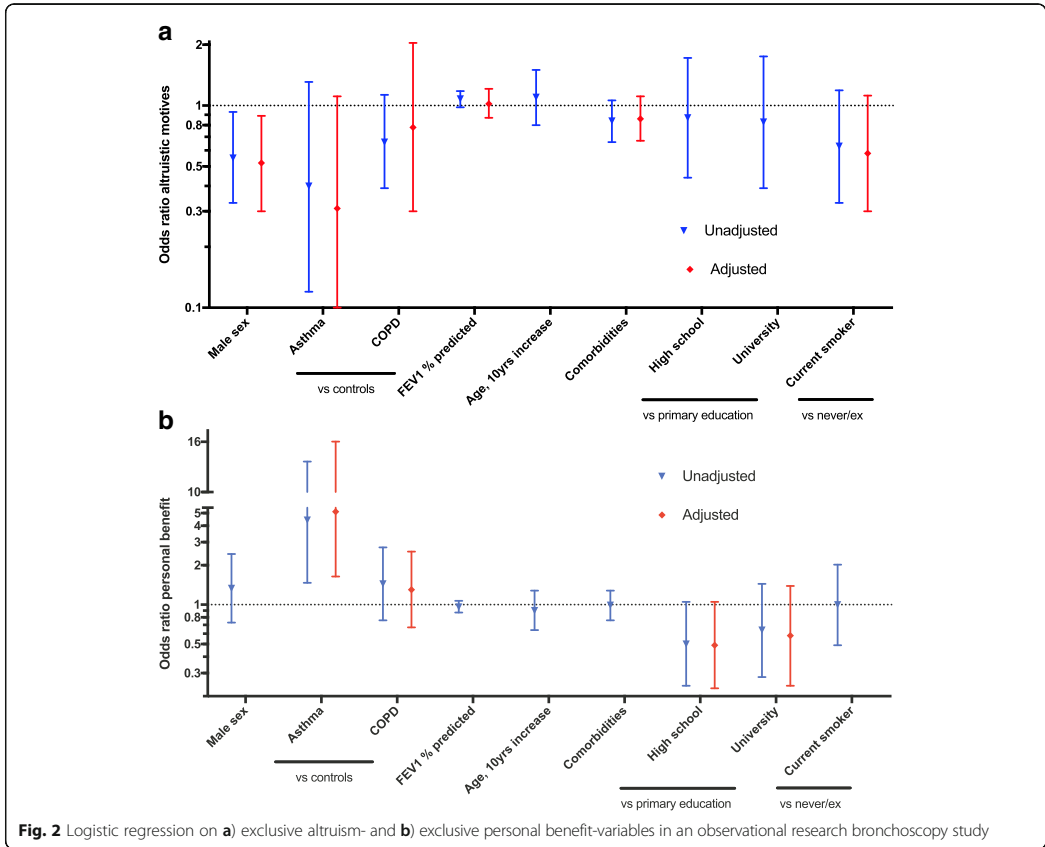 a
2
1
0.8
0.5
0.3
0.1
Odds ratio altruistic motives
Unadjusted
Adjusted
Male sex
Asthma
COPD
FEV1 % predicted
Age, 10yrs increase
Comorbidities
High school
University
Current smoker
vs controls
vs primary education
vs never/ex
b
16
10
5
4
3
2
1
0.8
0.5
0.3
Odds ratio personal benefit
Unadjusted
Adjusted
Male sex
Asthma
COPD
FEV1 % predicted
Age, 10yrs increase
Comorbidities
High school
University
Current smoker
vs controls
vs primary education
vs never/ex
Fig. 2 Logistic regression on a) exclusive altruism- and b) exclusive personal benefit-variables in an observational research bronchoscopy study